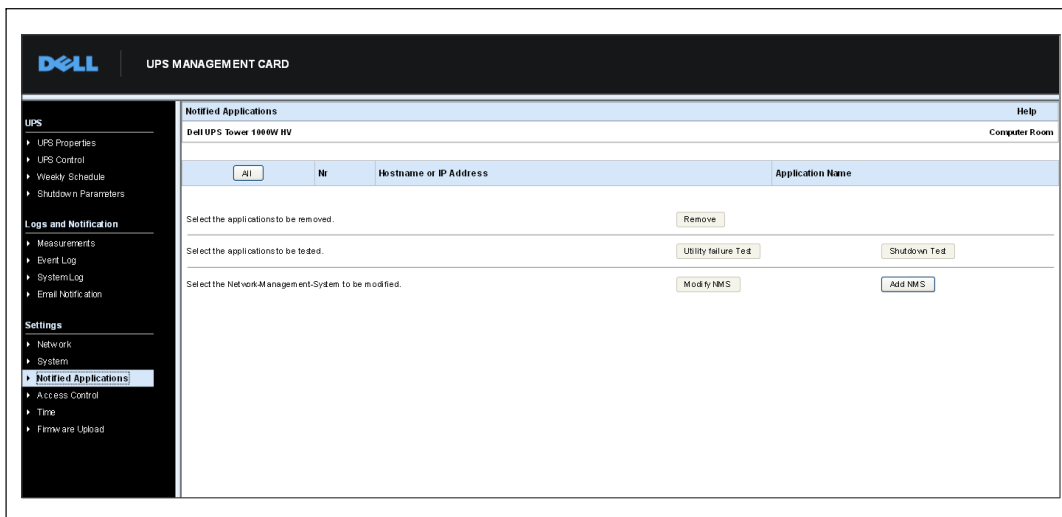 DELL
UPS MANAGEMENT CARD
UPS
UPS Properties
UPS Control
Weekly Schedule
Shutdown Parameters
Logs and Notification
Measurements
Event Log
System Log
Email Notification
Settings
Network
System
Notified Applications
Access Control
Time
Firmware Upload
Notified Applications Help
Dell UPS Tower 1000W HV Computer Room
All Nr Hostname or IP Address Application Name
Select the applications to be removed. Remove
Select the applications to be tested. Utility failure Test Shutdown Test
Select the Network-Management-System to be modified. Modify NMS Add NMS